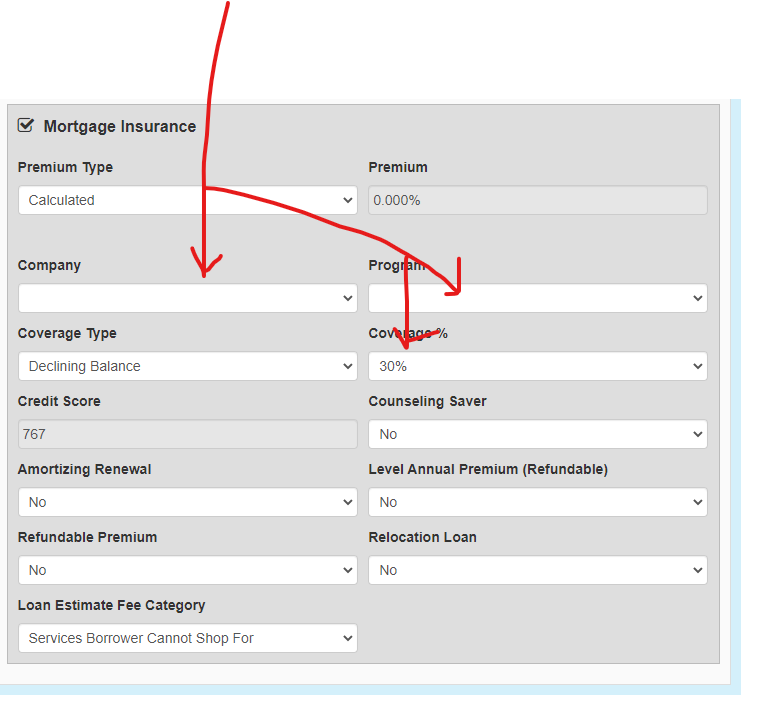 Mortgage Insurance
Premium Type Premium
Calculated 0.000%
Company Program
Coverage Type Coverage %
Declining Balance 30%
Credit Score Counseling Saver
767 No
Amortizing Renewal Level Annual Premium (Refundable)
No No
Refundable Premium Relocation Loan
No No
Loan Estimate Fee Category
Services Borrower Cannot Shop For